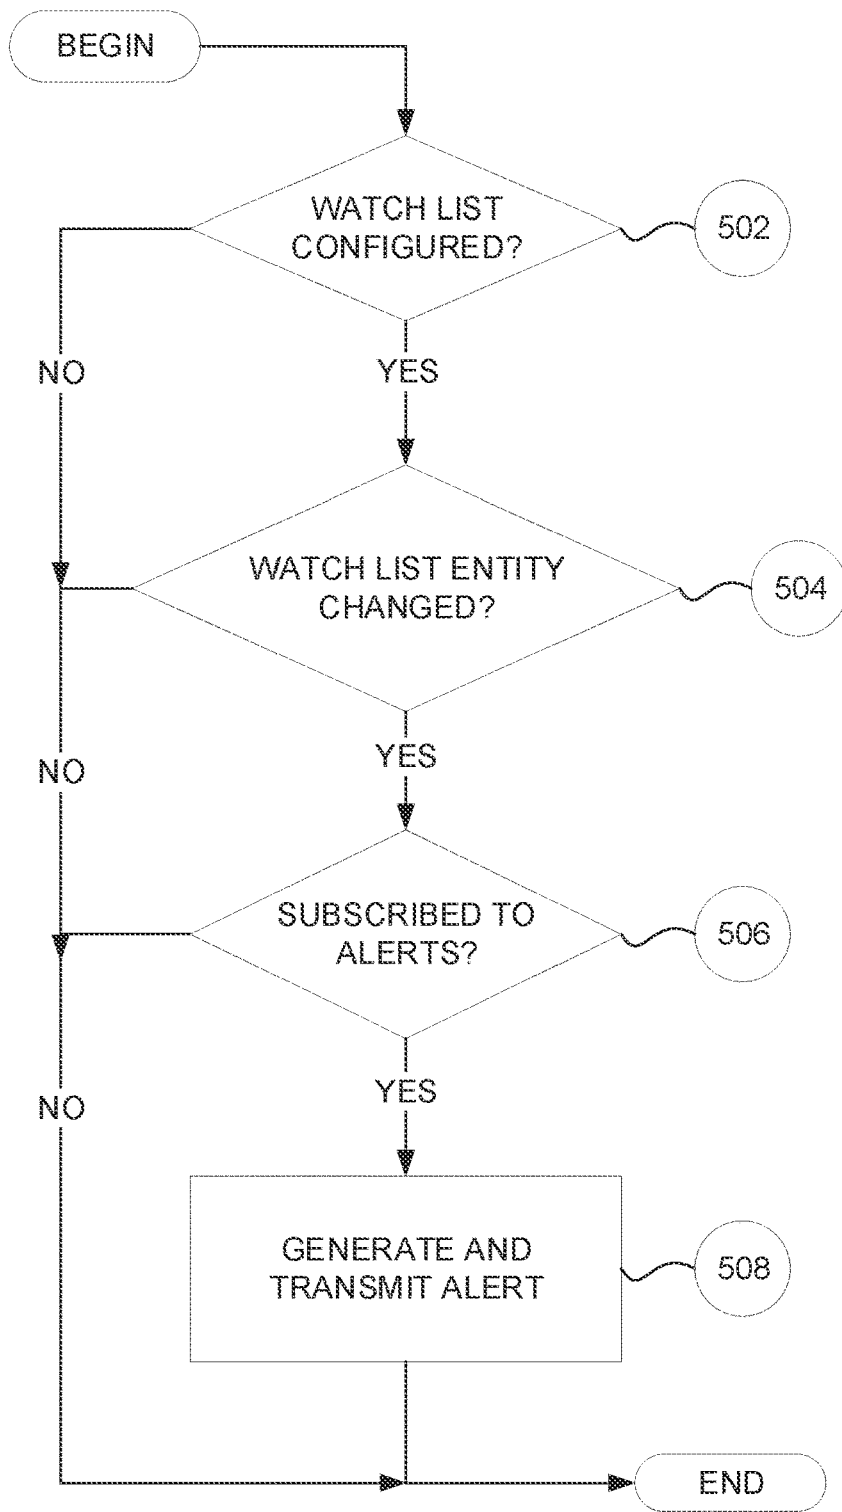 BEGIN
WATCH LIST
CONFIGURED?
502
NO
YES
WATCH LIST ENTITY
CHANGED?
504
NO
YES
SUBSCRIBED TO
ALERTS?
506
NO
YES
GENERATE AND
TRANSMIT ALERT
508
END